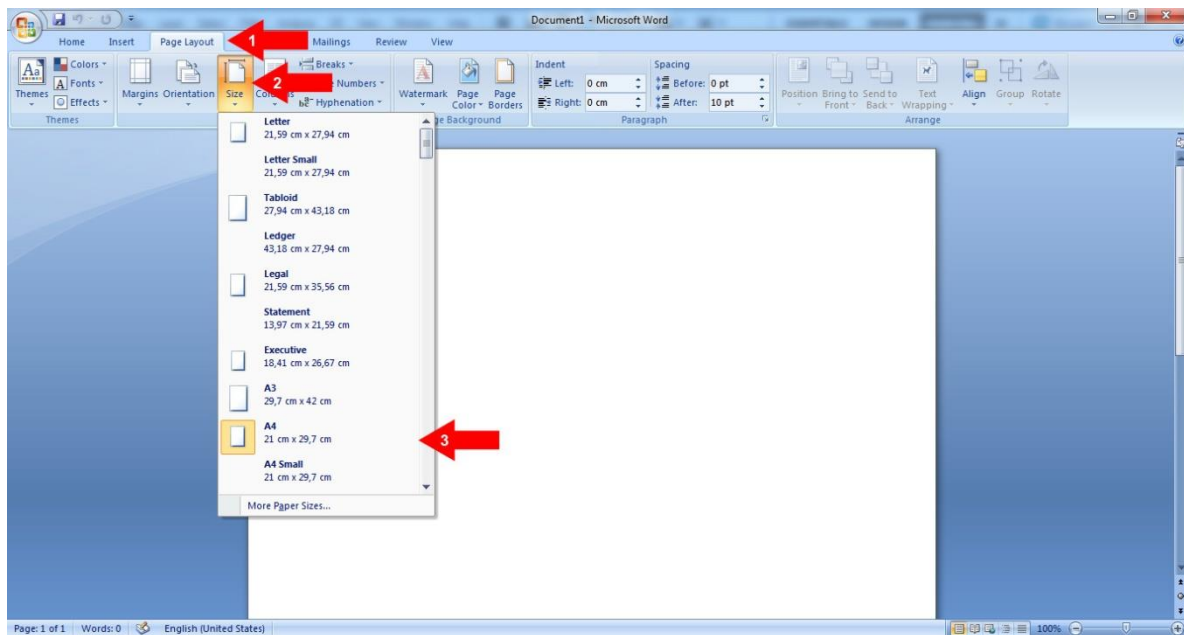 Document1 - Microsoft Word
Home Insert Page Layout 1 Mailings Review View
Colors
Fonts
Effects
Themes
Margins Orientation Size 2
Breaks
Numbers
Hyphenation
Watermark Page Color Page Borders
Indent
Left: 0 cm
Right: 0 cm
Spacing
Before: 0 pt
After: 10 pt
Position Bring to Front Send to Back Text Wrapping Align Group Rotate
Themes
Background
Paragraph
Arrange
Letter
21,59 cm x 27,94 cm
Letter Small
21,59 cm x 27,94 cm
Tabloid
27,94 cm x 43,18 cm
Ledger
43,18 cm x 27,94 cm
Legal
21,59 cm x 35,56 cm
Statement
13,97 cm x 21,59 cm
Executive
18,41 cm x 26,67 cm
A3
29,7 cm x 42 cm
A4
21 cm x 29,7 cm
3
A4 Small
21 cm x 29,7 cm
More Paper Sizes...
Page: 1 of 1 Words: 0 English (United States) 100%